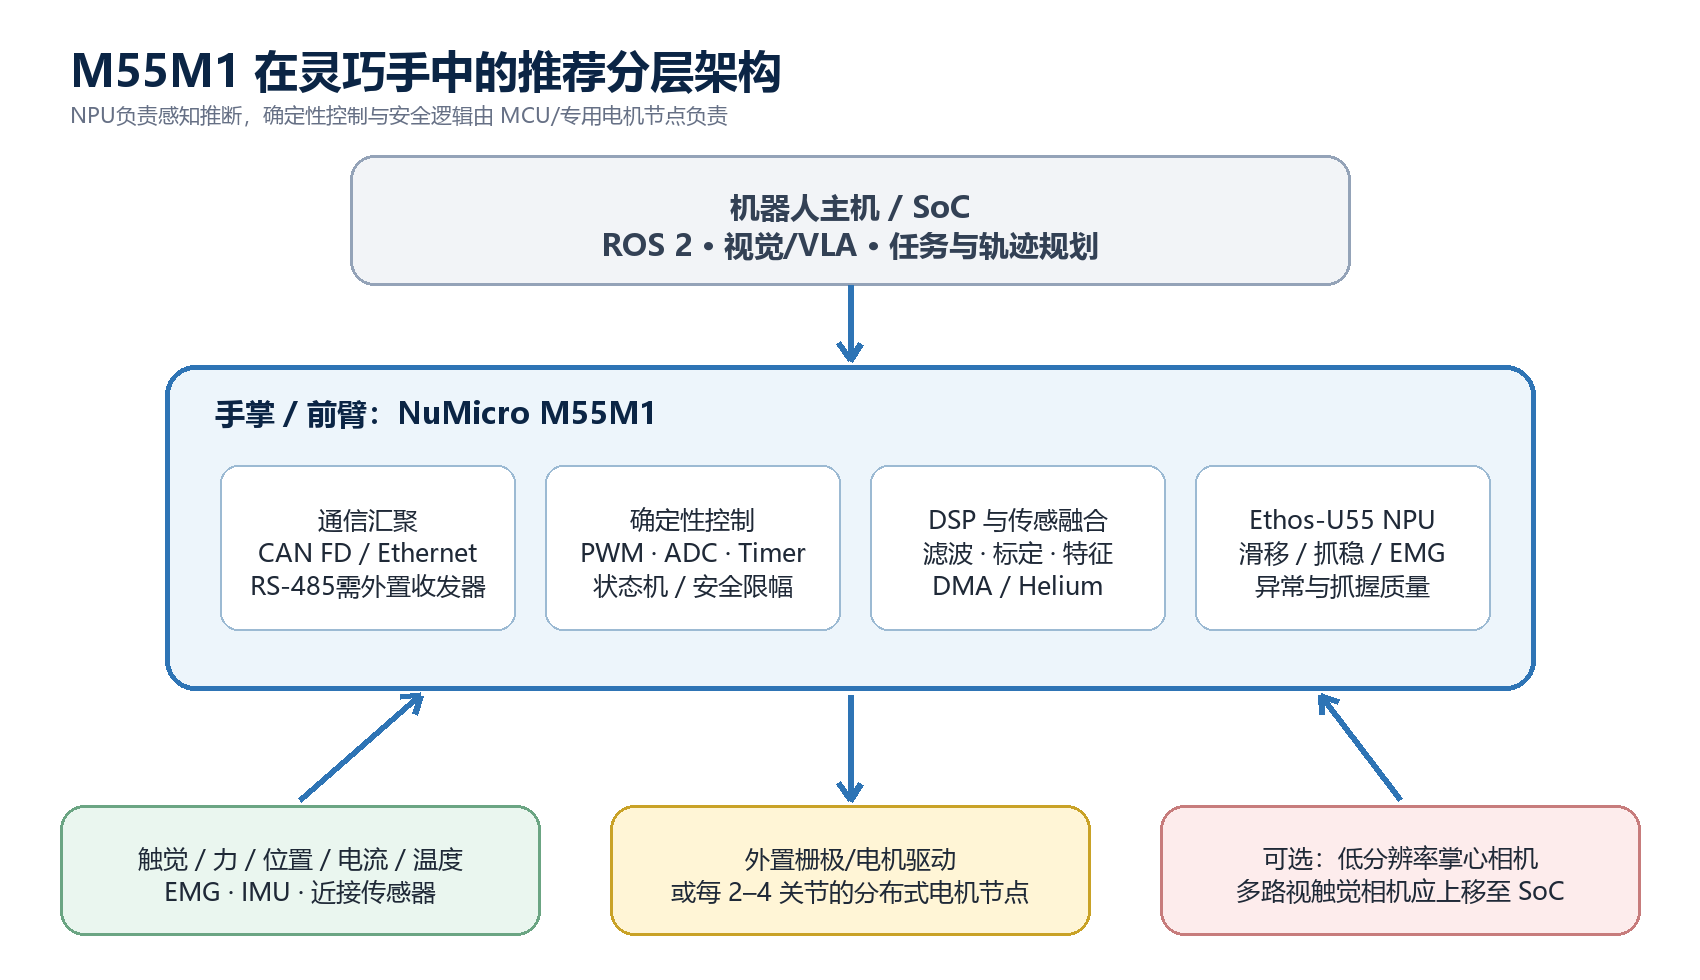 M55M1 在灵巧手中的推荐分层架构
NPU负责感知推断，确定性控制与安全逻辑由 MCU/专用电机节点负责
机器人主机 / SoC
ROS 2 • 视觉/VLA • 任务与轨迹规划
手掌 / 前臂：NuMicro M55M1
通信汇聚
CAN FD / Ethernet
RS-485需外置收发器
确定性控制
PWM · ADC · Timer
状态机 / 安全限幅
DSP 与传感融合
滤波 · 标定 · 特征
DMA / Helium
Ethos-U55 NPU
滑移 / 抓稳 / EMG
异常与抓握质量
触觉 / 力 / 位置 / 电流 / 温度
EMG · IMU · 近接传感器
外置栅极/电机驱动
或每 2–4 关节的分布式电机节点
可选：低分辨率掌心相机
多路视触觉相机应上移至 SoC